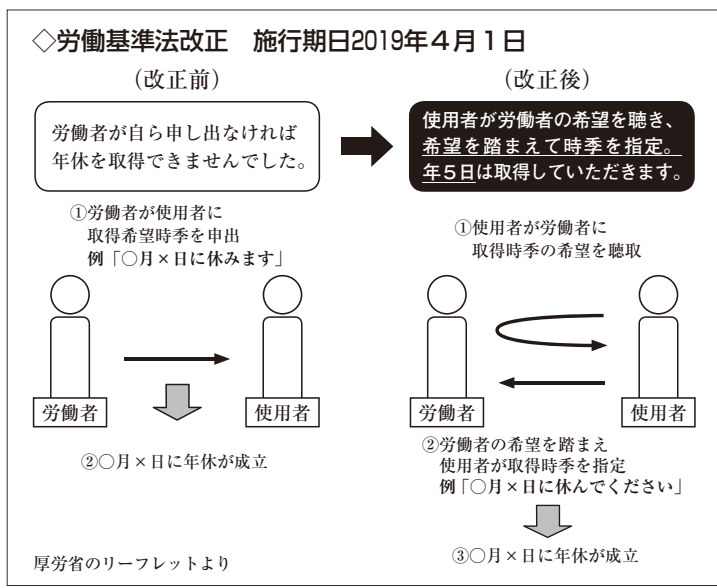 ◇労働基準法改正　施行期日2019年４月１日
（改正前）
労働者が自ら申し出なければ
年休を取得できませんでした。
①労働者が使用者に
取得希望時季を申出
例「○月×日に休みます」
労働者
使用者
②○月×日に年休が成立
（改正後）
使用者が労働者の希望を聴き、
希望を踏まえて時季を指定。
年５日は取得していただきます。
①使用者が労働者に
取得時季の希望を聴取
労働者
使用者
②労働者の希望を踏まえ
使用者が取得時季を指定
例「○月×日に休んでください」
③○月×日に年休が成立
厚労省のリーフレットより